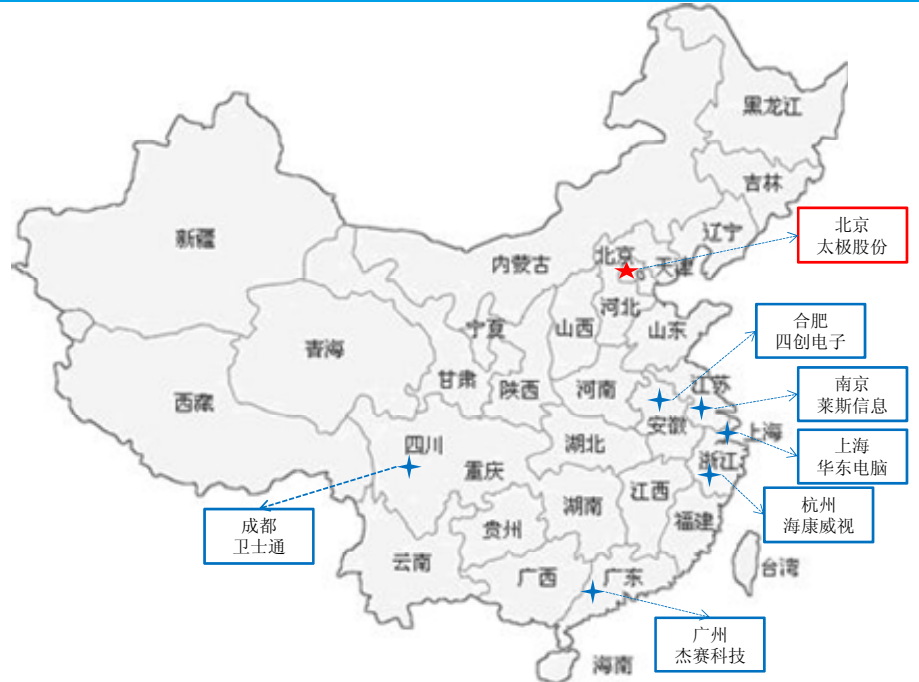 黑龙江
吉林
辽宁
北京
太极股份
新疆
内蒙古
北京
天津
河北
山西
山东
宁夏
青海
甘肃
陕西
河南
合肥
四创电子
西藏
江苏
安徽
南京
莱斯信息
上海
上海
华东电脑
四川
重庆
湖北
浙江
杭州
海康威视
成都
卫士通
湖南
江西
贵州
福建
云南
广西
广东
台湾
广州
杰赛科技
海南